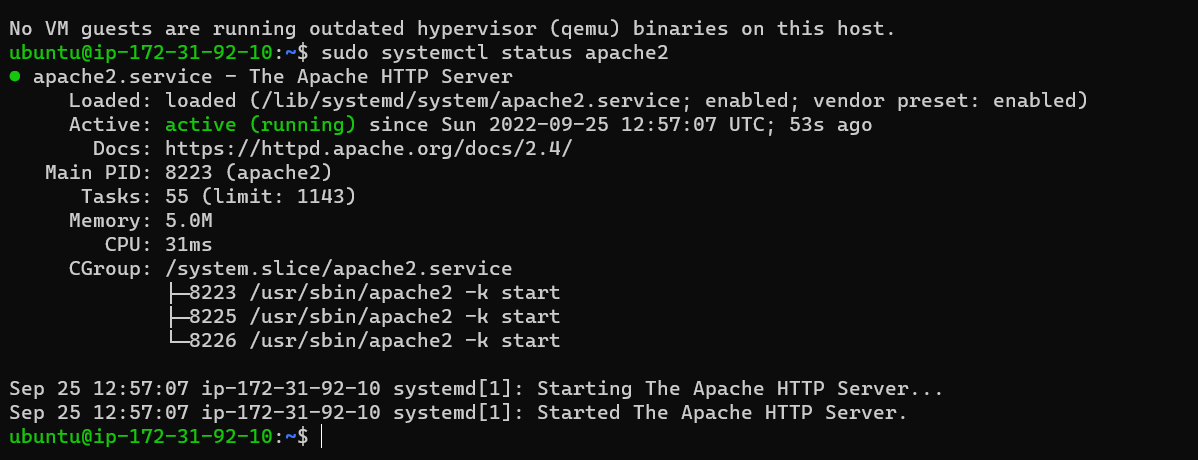 No VM guests are running outdated hypervisor (qemu) binaries on this host.
ubuntu@ip-172-31-92-10:~$ sudo systemctl status apache2
● apache2.service - The Apache HTTP Server
     Loaded: loaded (/lib/systemd/system/apache2.service; enabled; vendor preset: enabled)
     Active: active (running) since Sun 2022-09-25 12:57:07 UTC; 53s ago
       Docs: https://httpd.apache.org/docs/2.4/
   Main PID: 8223 (apache2)
      Tasks: 55 (limit: 1143)
     Memory: 5.0M
        CPU: 31ms
     CGroup: /system.slice/apache2.service
             ├─8223 /usr/sbin/apache2 -k start
             ├─8225 /usr/sbin/apache2 -k start
             └─8226 /usr/sbin/apache2 -k start

Sep 25 12:57:07 ip-172-31-92-10 systemd[1]: Starting The Apache HTTP Server...
Sep 25 12:57:07 ip-172-31-92-10 systemd[1]: Started The Apache HTTP Server.
ubuntu@ip-172-31-92-10:~$